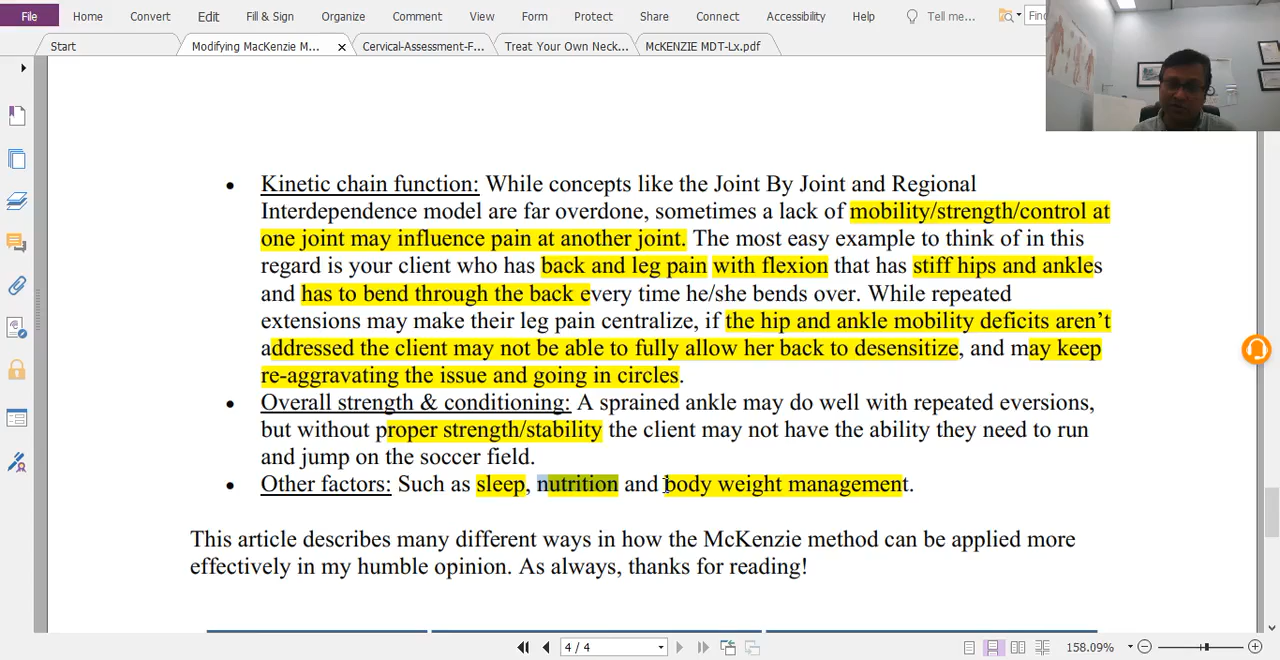 File Home Convert Edit Fill & Sign Organize Comment View Form Protect Share Connect Accessibility Help Tell me... Find
Start Modifying MacKenzie M... Cervical-Assessment-F... Treat Your Own Neck... McKENZIE MDT-Lx.pdf
Kinetic chain function: While concepts like the Joint By Joint and Regional
Interdependence model are far overdone, sometimes a lack of mobility/strength/control at
one joint may influence pain at another joint. The most easy example to think of in this
regard is your client who has back and leg pain with flexion that has stiff hips and ankles
and has to bend through the back every time he/she bends over. While repeated
extensions may make their leg pain centralize, if the hip and ankle mobility deficits aren't
addressed the client may not be able to fully allow her back to desensitize, and may keep
re-aggravating the issue and going in circles.
Overall strength & conditioning: A sprained ankle may do well with repeated eversions,
but without proper strength/stability the client may not have the ability they need to run
and jump on the soccer field.
Other factors: Such as sleep, nutrition and body weight management.
This article describes many different ways in how the McKenzie method can be applied more
effectively in my humble opinion. As always, thanks for reading!
4 / 4 158.09%